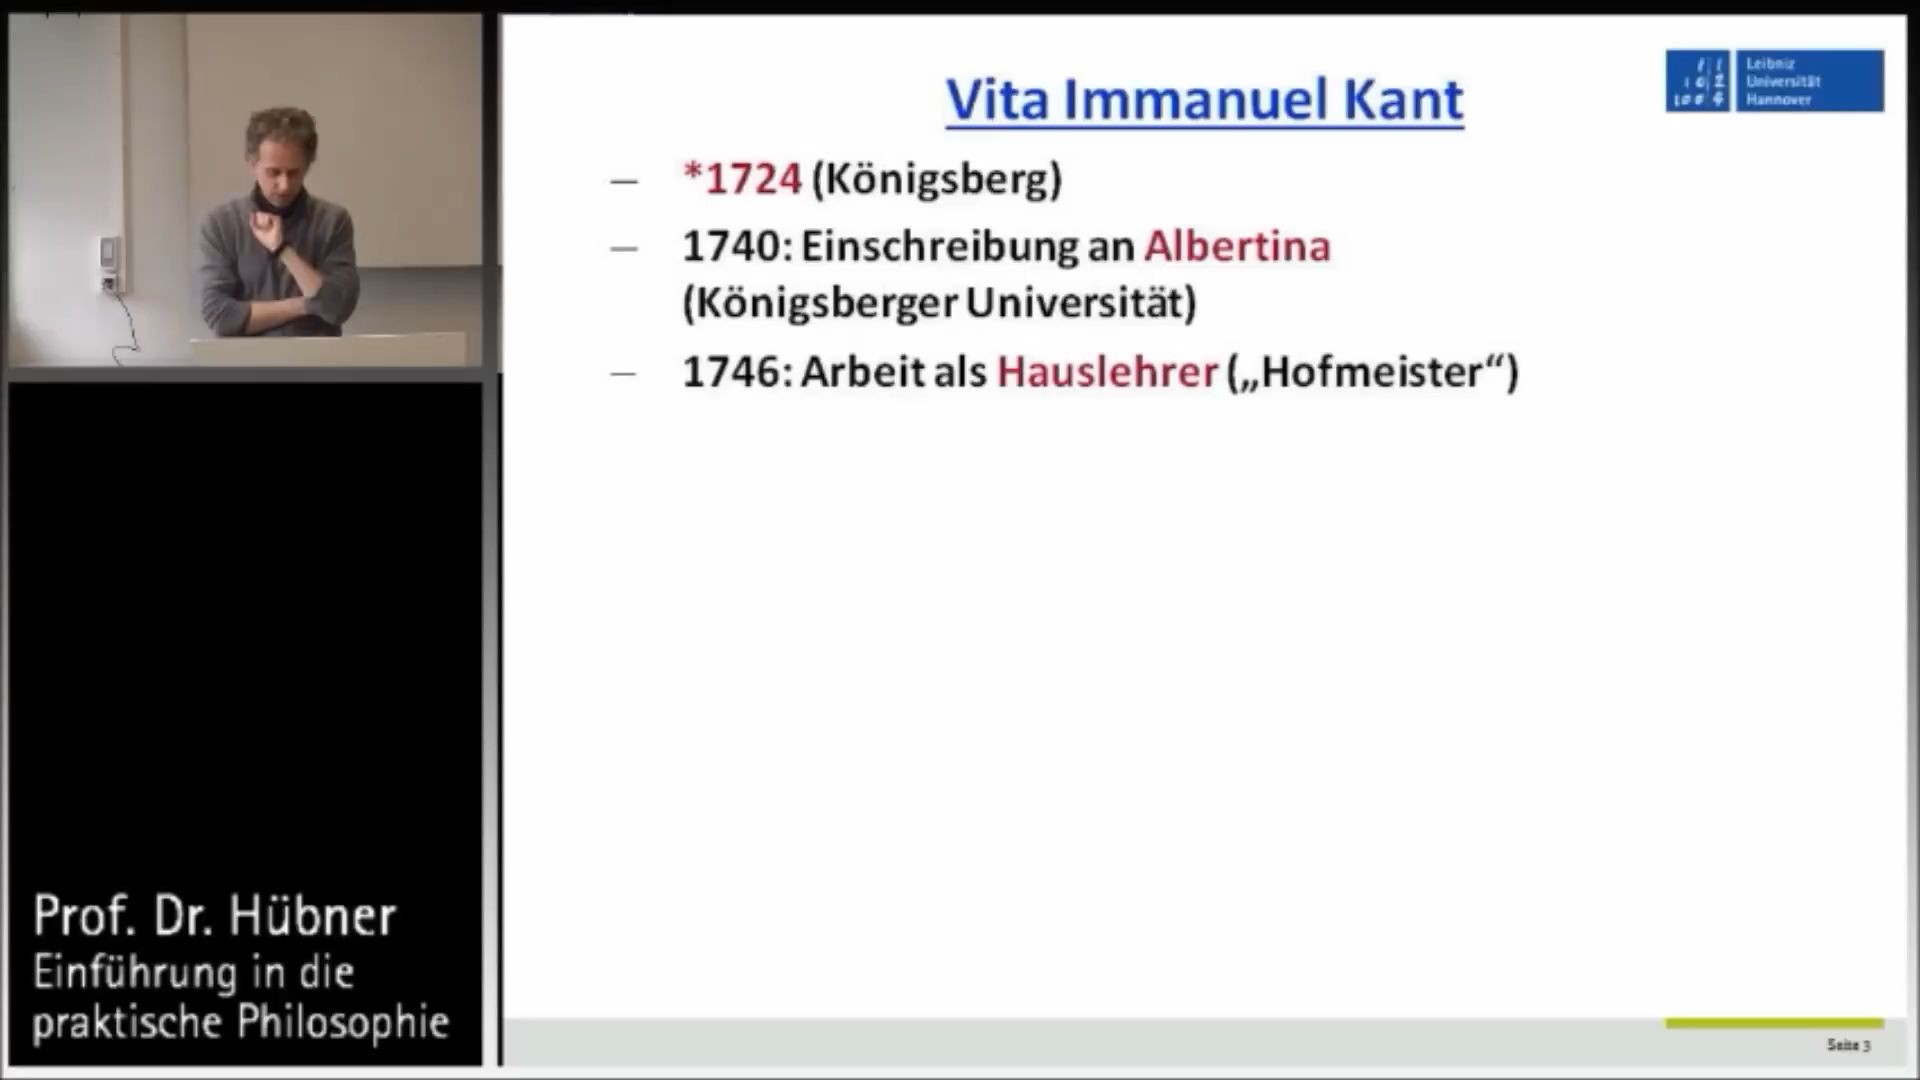 Vita Immanuel Kant
Leibniz
Universität
Hannover
– *1724 (Königsberg)
– 1740: Einschreibung an Albertina
(Königsberger Universität)
– 1746: Arbeit als Hauslehrer („Hofmeister“)
Prof. Dr. Hübner
Einführung in die
praktische Philosophie
Seite 3